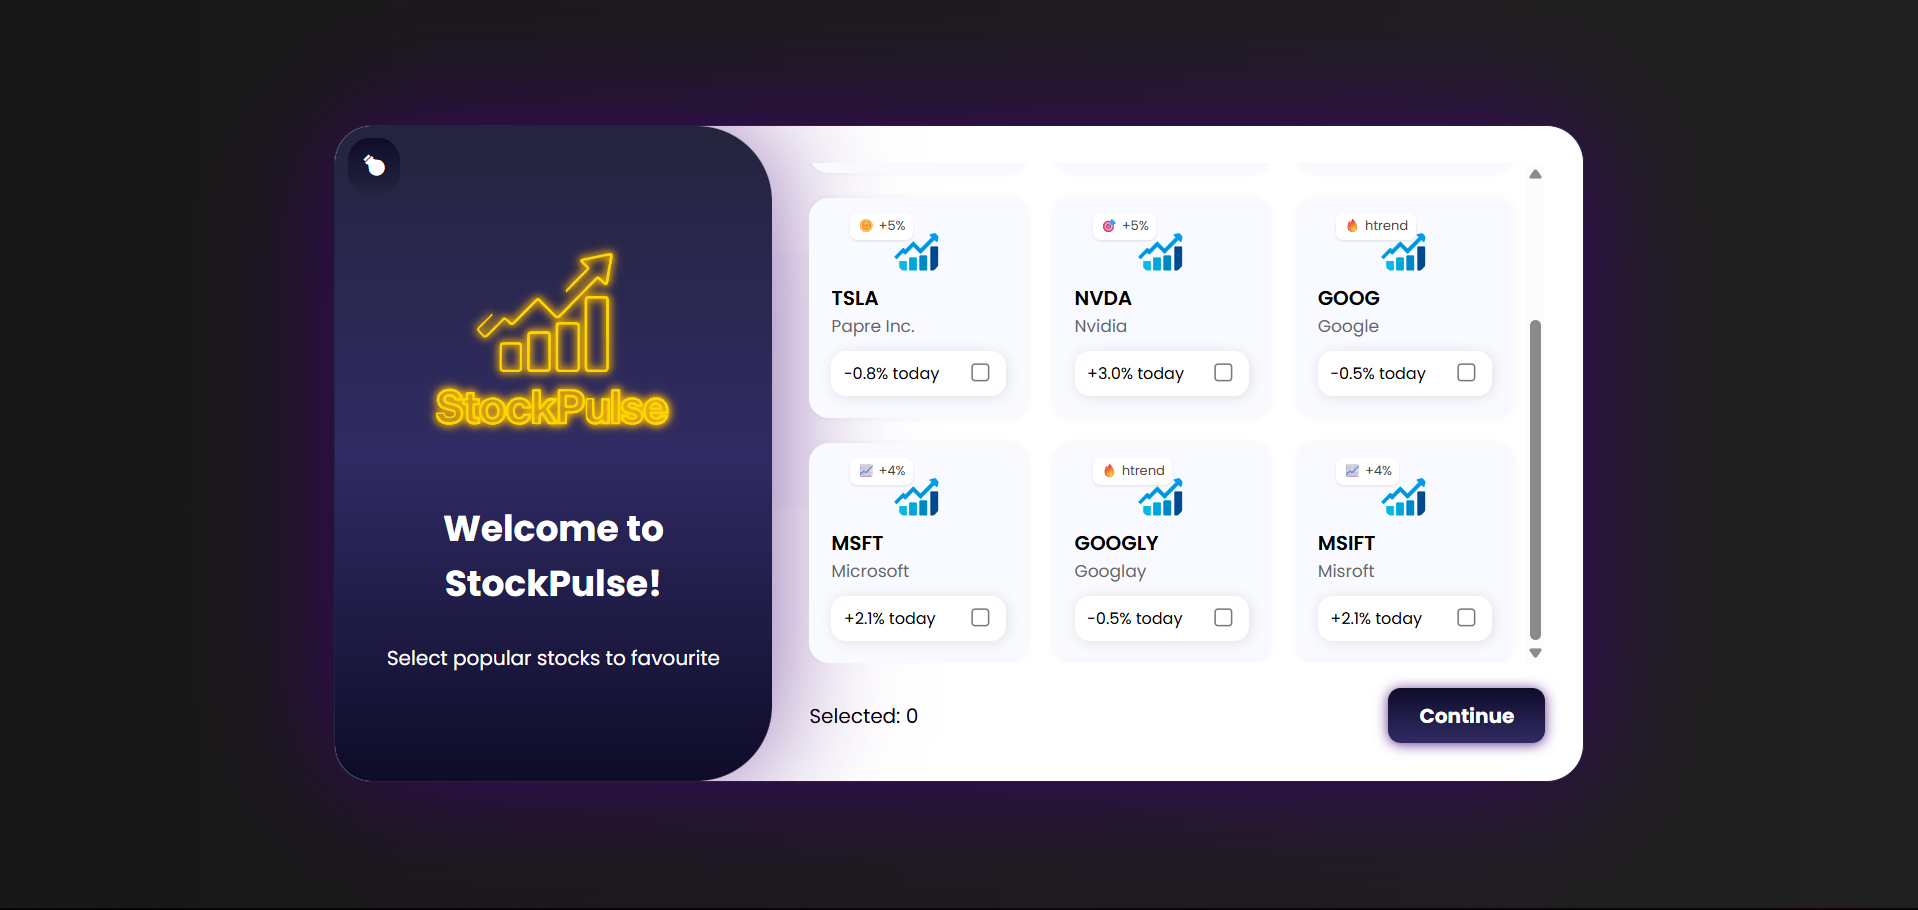 StockPulse
Welcome to
StockPulse!
Select popular stocks to favourite
+5%
TSLA
Papre Inc.
-0.8% today
+5%
NVDA
Nvidia
+3.0% today
htrend
GOOG
Google
-0.5% today
+4%
MSFT
Microsoft
+2.1% today
htrend
GOOGLY
Googlay
-0.5% today
+4%
MSIFT
Misroft
+2.1% today
Selected: 0
Continue